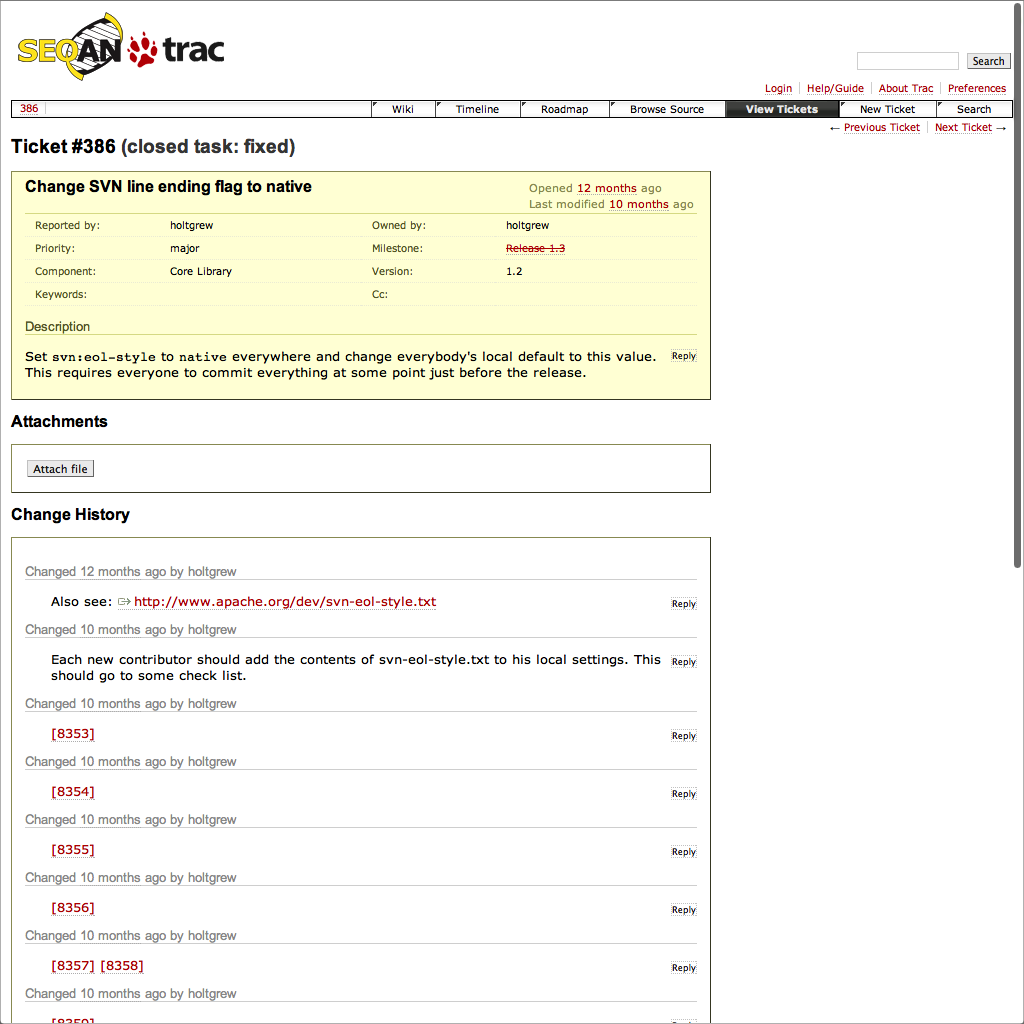 SEQAN trac
Search
Login Help/Guide About Trac Preferences
386 Wiki Timeline Roadmap Browse Source View Tickets New Ticket Search
← Previous Ticket Next Ticket →
Ticket #386 (closed task: fixed)
Change SVN line ending flag to native
Opened 12 months ago
Last modified 10 months ago
Reported by: holtgrew Owned by: holtgrew
Priority: major Milestone: Release 1.3
Component: Core Library Version: 1.2
Keywords: Cc:
Description
Set svn:eol-style to native everywhere and change everybody's local default to this value. Reply
This requires everyone to commit everything at some point just before the release.
Attachments
Attach file
Change History
Changed 12 months ago by holtgrew
Also see: http://www.apache.org/dev/svn-eol-style.txt Reply
Changed 10 months ago by holtgrew
Each new contributor should add the contents of svn-eol-style.txt to his local settings. This Reply
should go to some check list.
Changed 10 months ago by holtgrew
[8353] Reply
Changed 10 months ago by holtgrew
[8354] Reply
Changed 10 months ago by holtgrew
[8355] Reply
Changed 10 months ago by holtgrew
[8356] Reply
Changed 10 months ago by holtgrew
[8357] [8358] Reply
Changed 10 months ago by holtgrew